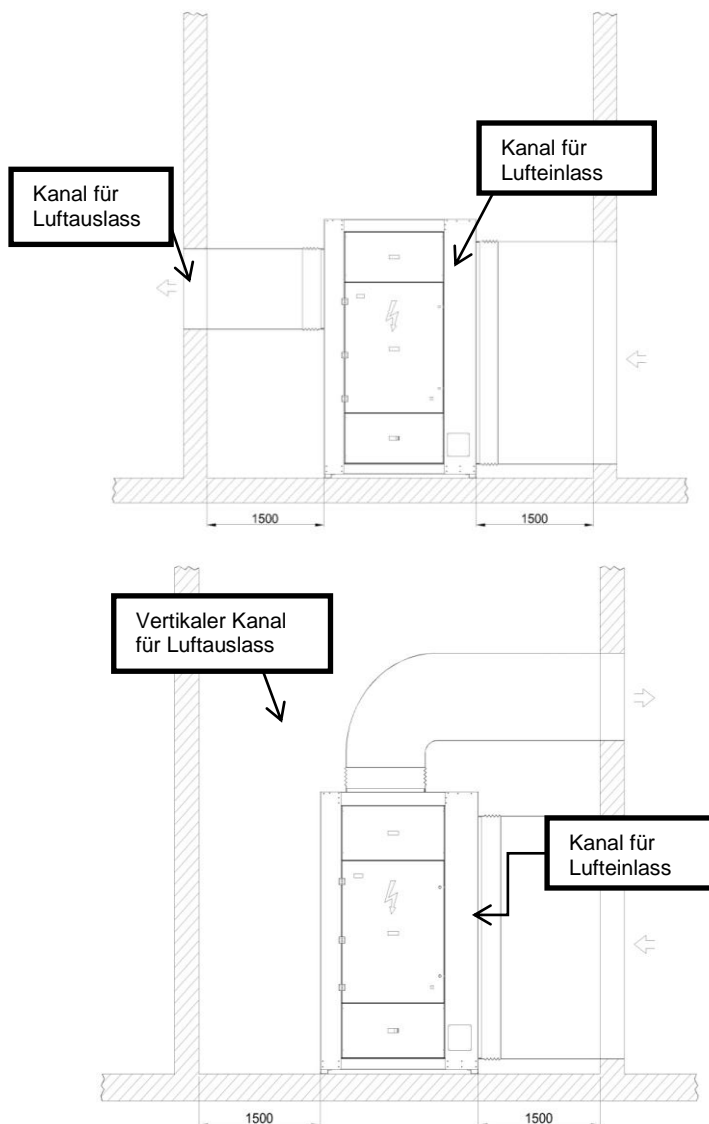 Kanal für
Lufteinlass
Kanal für
Luftauslass
1500
1500
Vertikaler Kanal
für Luftauslass
Kanal für
Lufteinlass
1500
1500